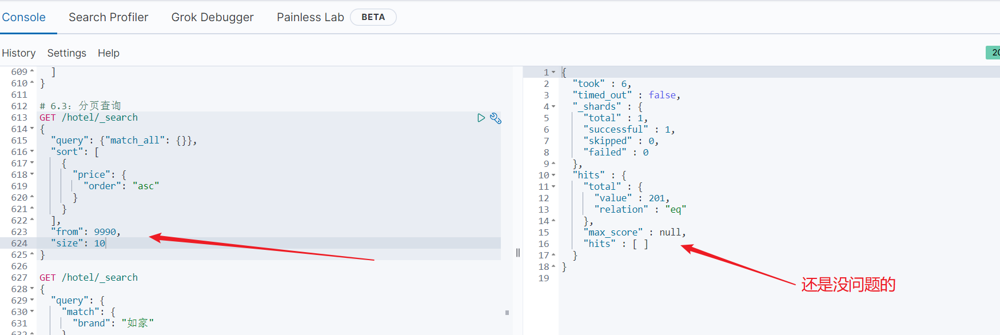 Console Search Profiler Grok Debugger Painless Lab BETA
History Settings Help
20
609 ]
610 }
611
612 # 6.3: 分页查询
613 GET /hotel/_search
614 {
615 "query": {"match_all": {}},
616 "sort": [
617 {
618 "price": {
619 "order": "asc"
620 }
621 }
622 ],
623 "from": 9990,
624 "size": 10
625 }
626
627 GET /hotel/_search
628 {
629 "query": {
630 "match": {
631 "brand": "如家"
632 }
1 {
2 "took" : 6,
3 "timed_out" : false,
4 "_shards" : {
5 "total" : 1,
6 "successful" : 1,
7 "skipped" : 0,
8 "failed" : 0
9 },
10 "hits" : {
11 "total" : {
12 "value" : 201,
13 "relation" : "eq"
14 },
15 "max_score" : null,
16 "hits" : [ ]
17 }
18 }
19
还是没问题的